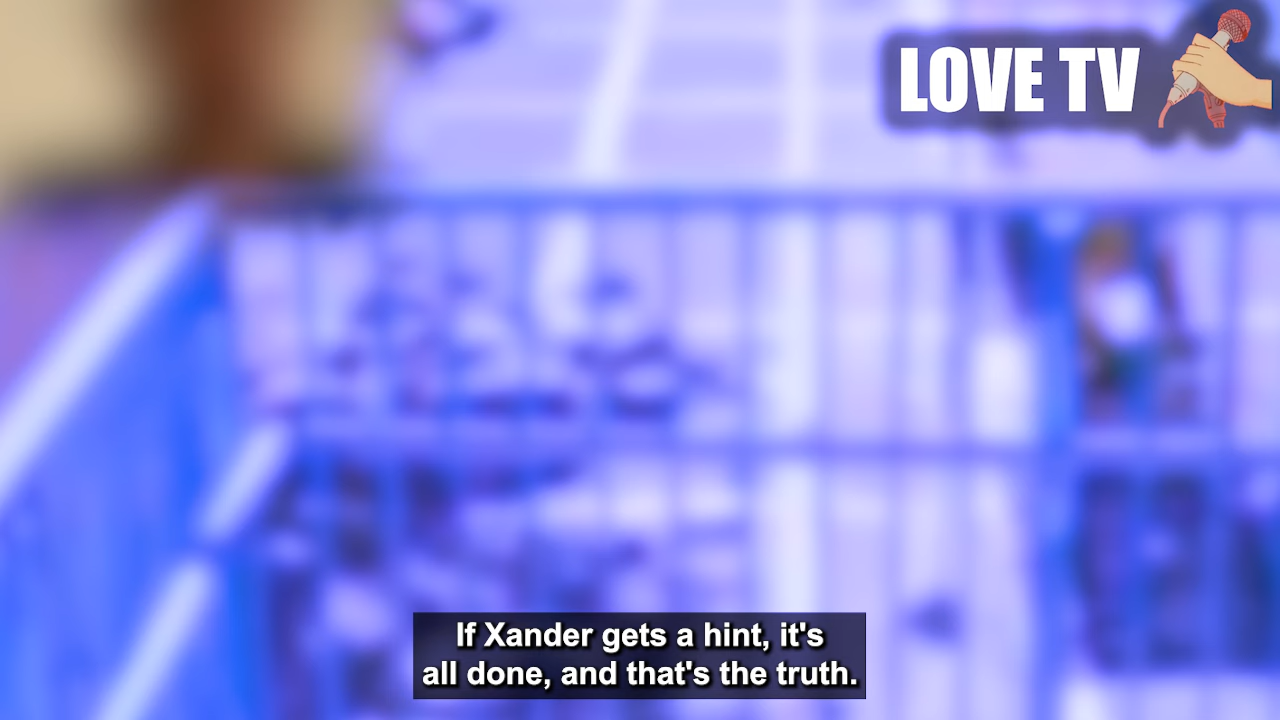 LOVE TV
If Xander gets a hint, it's
all done, and that's the truth.